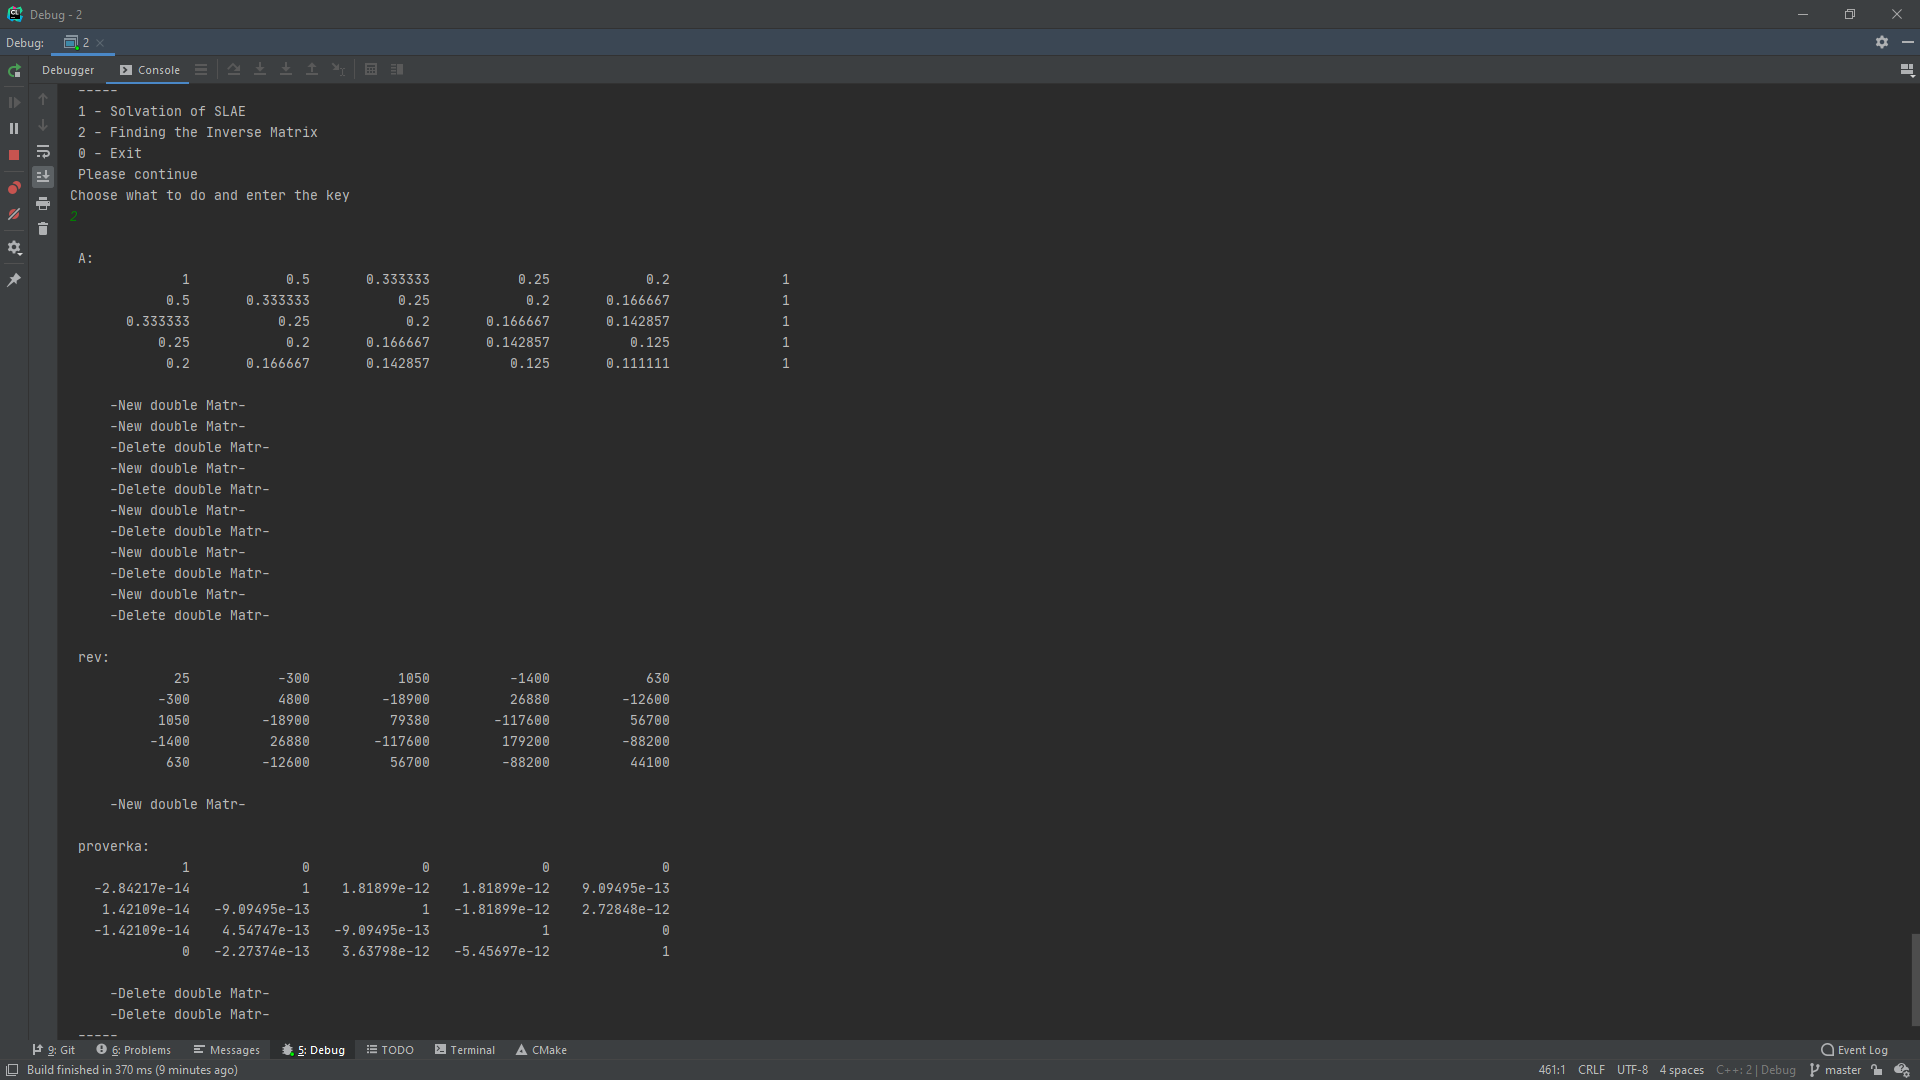 Debug - 2
Debug: 2
Debugger Console
-----
1 - Solvation of SLAE
2 - Finding the Inverse Matrix
0 - Exit
Please continue
Choose what to do and enter the key
2
A:
1 0.5 0.333333 0.25 0.2 1
0.5 0.333333 0.25 0.2 0.166667 1
0.333333 0.25 0.2 0.166667 0.142857 1
0.25 0.2 0.166667 0.142857 0.125 1
0.2 0.166667 0.142857 0.125 0.111111 1
-New double Matr-
-New double Matr-
-Delete double Matr-
-New double Matr-
-Delete double Matr-
-New double Matr-
-Delete double Matr-
-New double Matr-
-Delete double Matr-
-New double Matr-
-Delete double Matr-
rev:
25 -300 1050 -1400 630
-300 4800 -18900 26880 -12600
1050 -18900 79380 -117600 56700
-1400 26880 -117600 179200 -88200
630 -12600 56700 -88200 44100
-New double Matr-
proverka:
1 0 0 0 0
-2.84217e-14 1 1.81899e-12 1.81899e-12 9.09495e-13
1.42109e-14 -9.09495e-13 1 -1.81899e-12 2.72848e-12
-1.42109e-14 4.54747e-13 -9.09495e-13 1 0
0 -2.27374e-13 3.63798e-12 -5.45697e-12 1
-Delete double Matr-
-Delete double Matr-
-----
9: Git 6: Problems Messages 5: Debug TODO Terminal CMake Event Log
Build finished in 370 ms (9 minutes ago) 461:1 CRLF UTF-8 4 spaces C++: 2 | Debug master